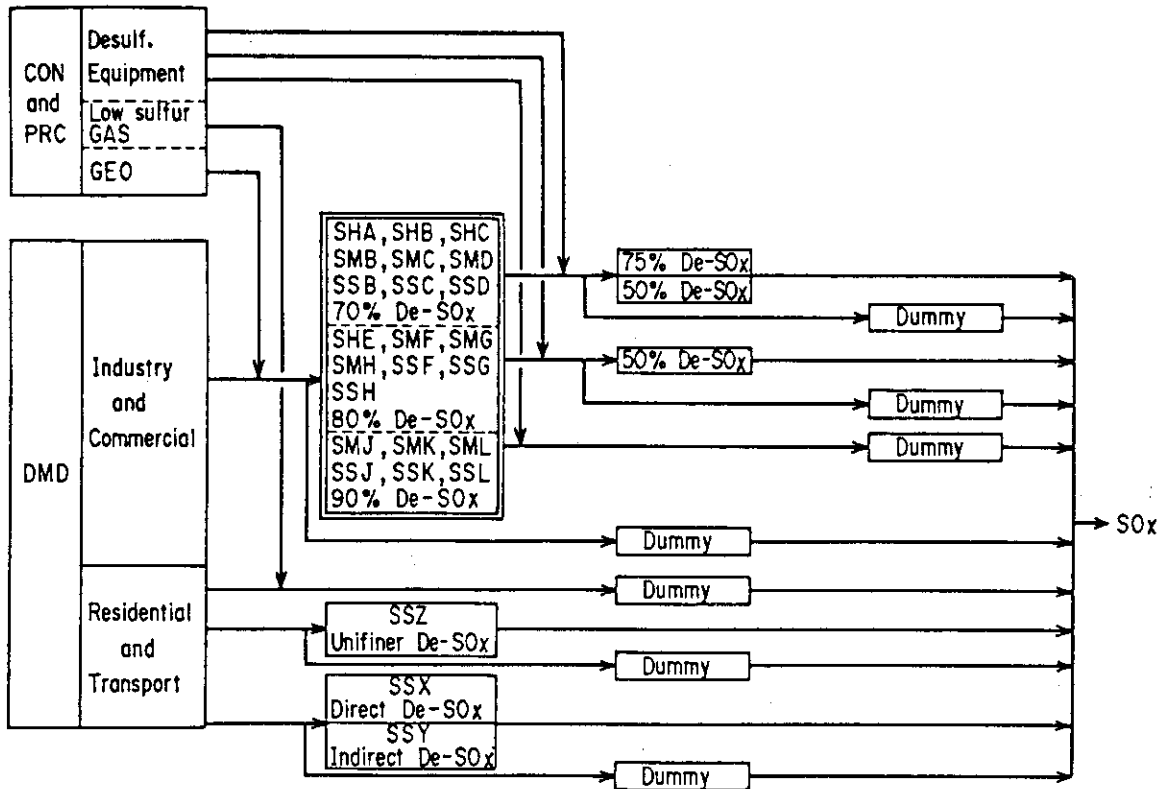 CON
and
PRC
Desulf.
Equipment
Low sulfur
GAS
GEO
DMD
Industry
and
Commercial
Residential
and
Transport
SHA, SHB, SHC
SMB, SMC, SMD
SSB, SSC, SSD
70% De-SOx
SHE, SMF, SMG
SMH, SSF, SSG
SSH
80% De-SOx
SMJ, SMK, SML
SSJ, SSK, SSL
90% De-SOx
SSZ
Unifiner De-SOx
SSX
Direct De-SOx
SSY
Indirect De-SOx
75% De-SOx
50% De-SOx
Dummy
50% De-SOx
Dummy
Dummy
Dummy
Dummy
Dummy
Dummy
SOx